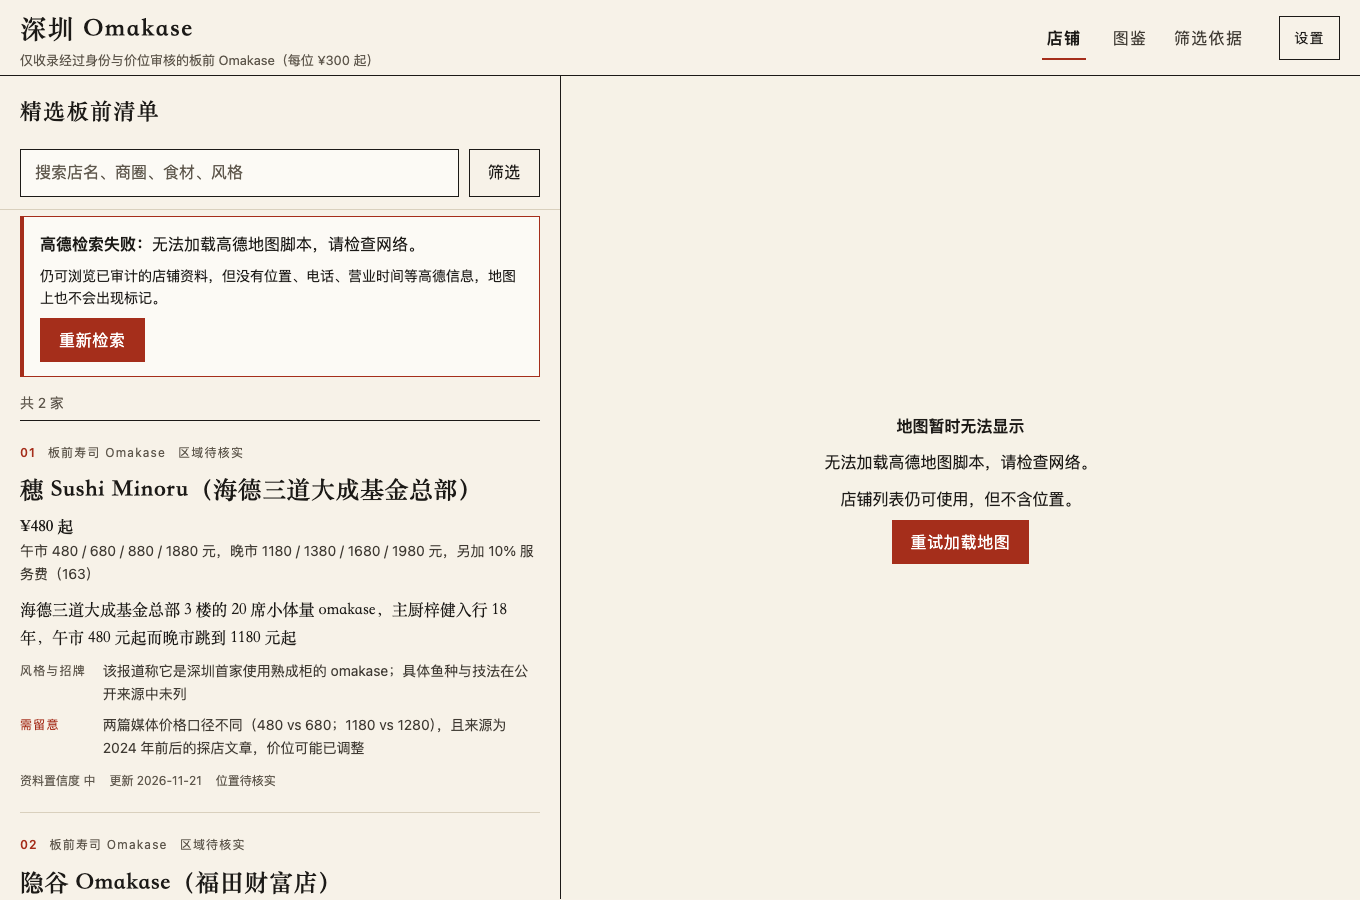 深圳 Omakase
仅收录经过身份与价位审核的板前 Omakase（每位 ¥300 起）
店铺
图鉴
筛选依据
设置
精选板前清单
搜索店名、商圈、食材、风格
筛选
高德检索失败：无法加载高德地图脚本，请检查网络。
仍可浏览已审计的店铺资料，但没有位置、电话、营业时间等高德信息，地图
上也不会出现标记。
重新检索
共 2 家
01 板前寿司 Omakase 区域待核实
穗 Sushi Minoru（海德三道大成基金总部）
¥480 起
午市 480 / 680 / 880 / 1880 元，晚市 1180 / 1380 / 1680 / 1980 元，另加 10% 服
务费（163）
海德三道大成基金总部 3 楼的 20 席小体量 omakase，主厨梓健入行 18
年，午市 480 元起而晚市跳到 1180 元起
风格与招牌 该报道称它是深圳首家使用熟成柜的 omakase；具体鱼种与技法在公
开来源中未列
需留意 两篇媒体价格口径不同（480 vs 680；1180 vs 1280），且来源为
2024 年前后的探店文章，价位可能已调整
资料置信度 中 更新 2026-11-21 位置待核实
02 板前寿司 Omakase 区域待核实
隐谷 Omakase（福田财富店）
地图暂时无法显示
无法加载高德地图脚本，请检查网络。
店铺列表仍可使用，但不含位置。
重试加载地图